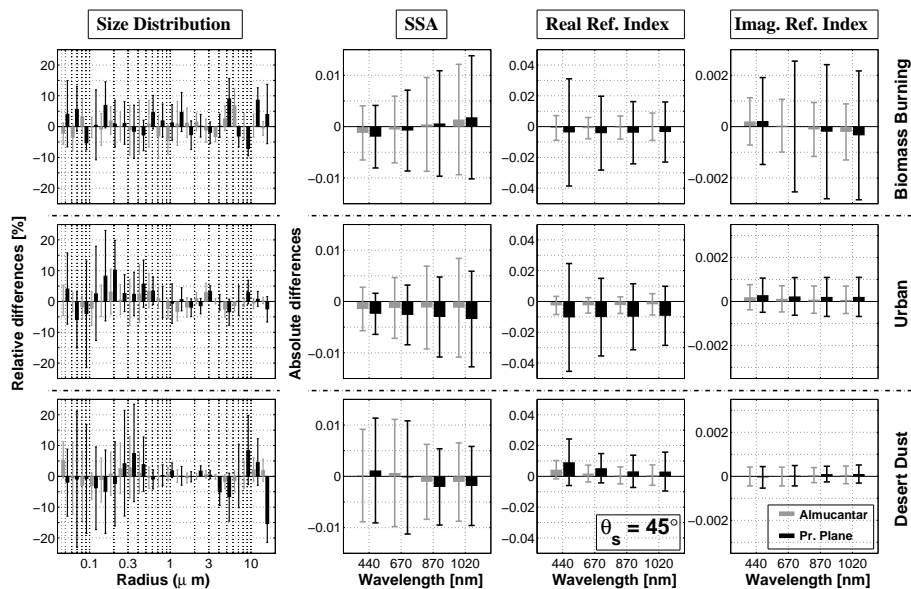 Size Distribution SSA Real Ref. Index Imag. Ref. Index
20
10
0
−10
−20
0.01
0
−0.01
0.04
0.02
0
−0.02
−0.04
0.002
0
−0.002
Biomass Burning
Relative differences [%]
20
10
0
−10
−20
Absolute differences
0.01
0
−0.01
0.04
0.02
0
−0.02
−0.04
0.002
0
−0.002
Urban
20
10
0
−10
−20
0.01
0
−0.01
0.04
0.02
0
−0.02
−0.04
0.002
0
−0.002
Desert Dust
θs = 45°
Almucantar
Pr. Plane
0.1 0.2 1 3 10
Radius (μ m)
440 670 870 1020
Wavelength [nm]
440 670 870 1020
Wavelength [nm]
440 670 870 1020
Wavelength [nm]